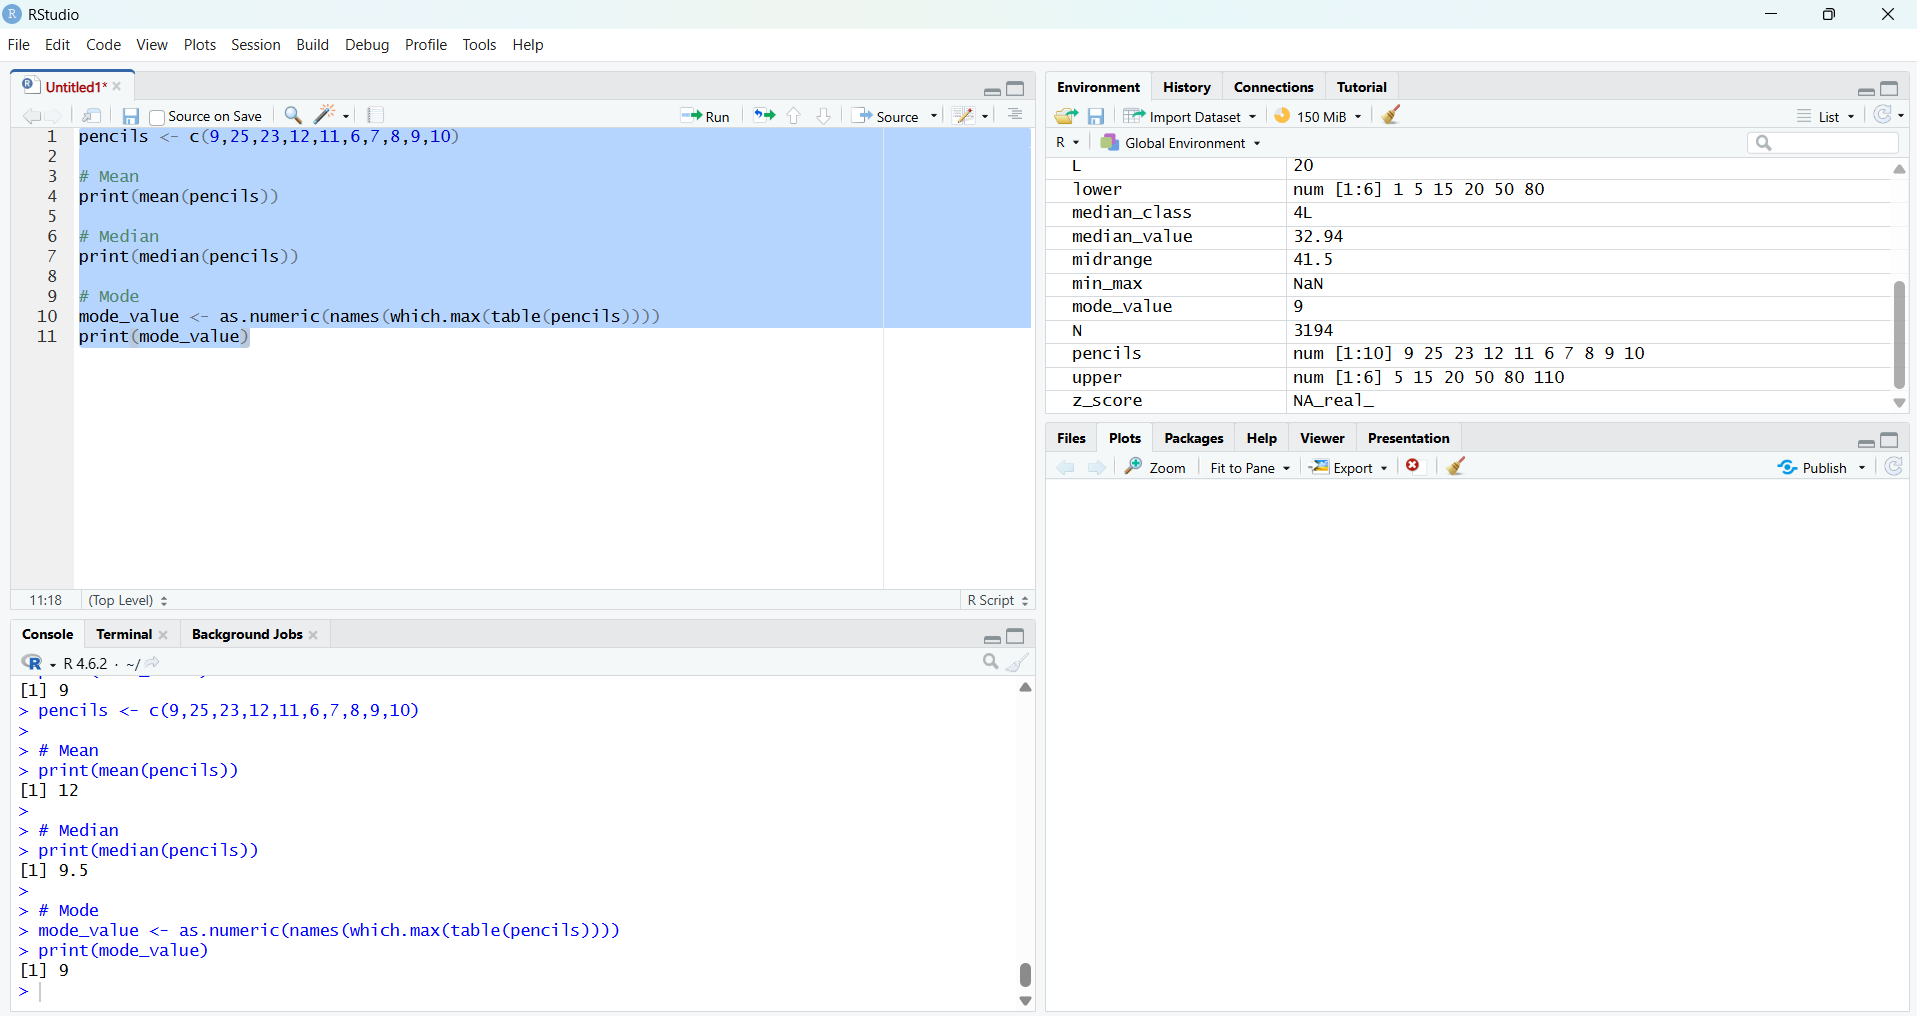 RStudio
File Edit Code View Plots Session Build Debug Profile Tools Help
Untitled1*
Source on Save Run Source
1 pencils <- c(9,25,23,12,11,6,7,8,9,10)
2
3 # Mean
4 print(mean(pencils))
5
6 # Median
7 print(median(pencils))
8
9 # Mode
10 mode_value <- as.numeric(names(which.max(table(pencils))))
11 print(mode_value)
11:18 (Top Level) R Script
Console Terminal Background Jobs
R 4.6.2 · ~/
[1] 9
> pencils <- c(9,25,23,12,11,6,7,8,9,10)
>
> # Mean
> print(mean(pencils))
[1] 12
>
> # Median
> print(median(pencils))
[1] 9.5
>
> # Mode
> mode_value <- as.numeric(names(which.max(table(pencils))))
> print(mode_value)
[1] 9
>
Environment History Connections Tutorial
Import Dataset 150 MiB List
R Global Environment
L 20
lower num [1:6] 1 5 15 20 50 80
median_class 4L
median_value 32.94
midrange 41.5
min_max NaN
mode_value 9
N 3194
pencils num [1:10] 9 25 23 12 11 6 7 8 9 10
upper num [1:6] 5 15 20 50 80 110
z_score NA_real_
Files Plots Packages Help Viewer Presentation
Zoom Fit to Pane Export Publish